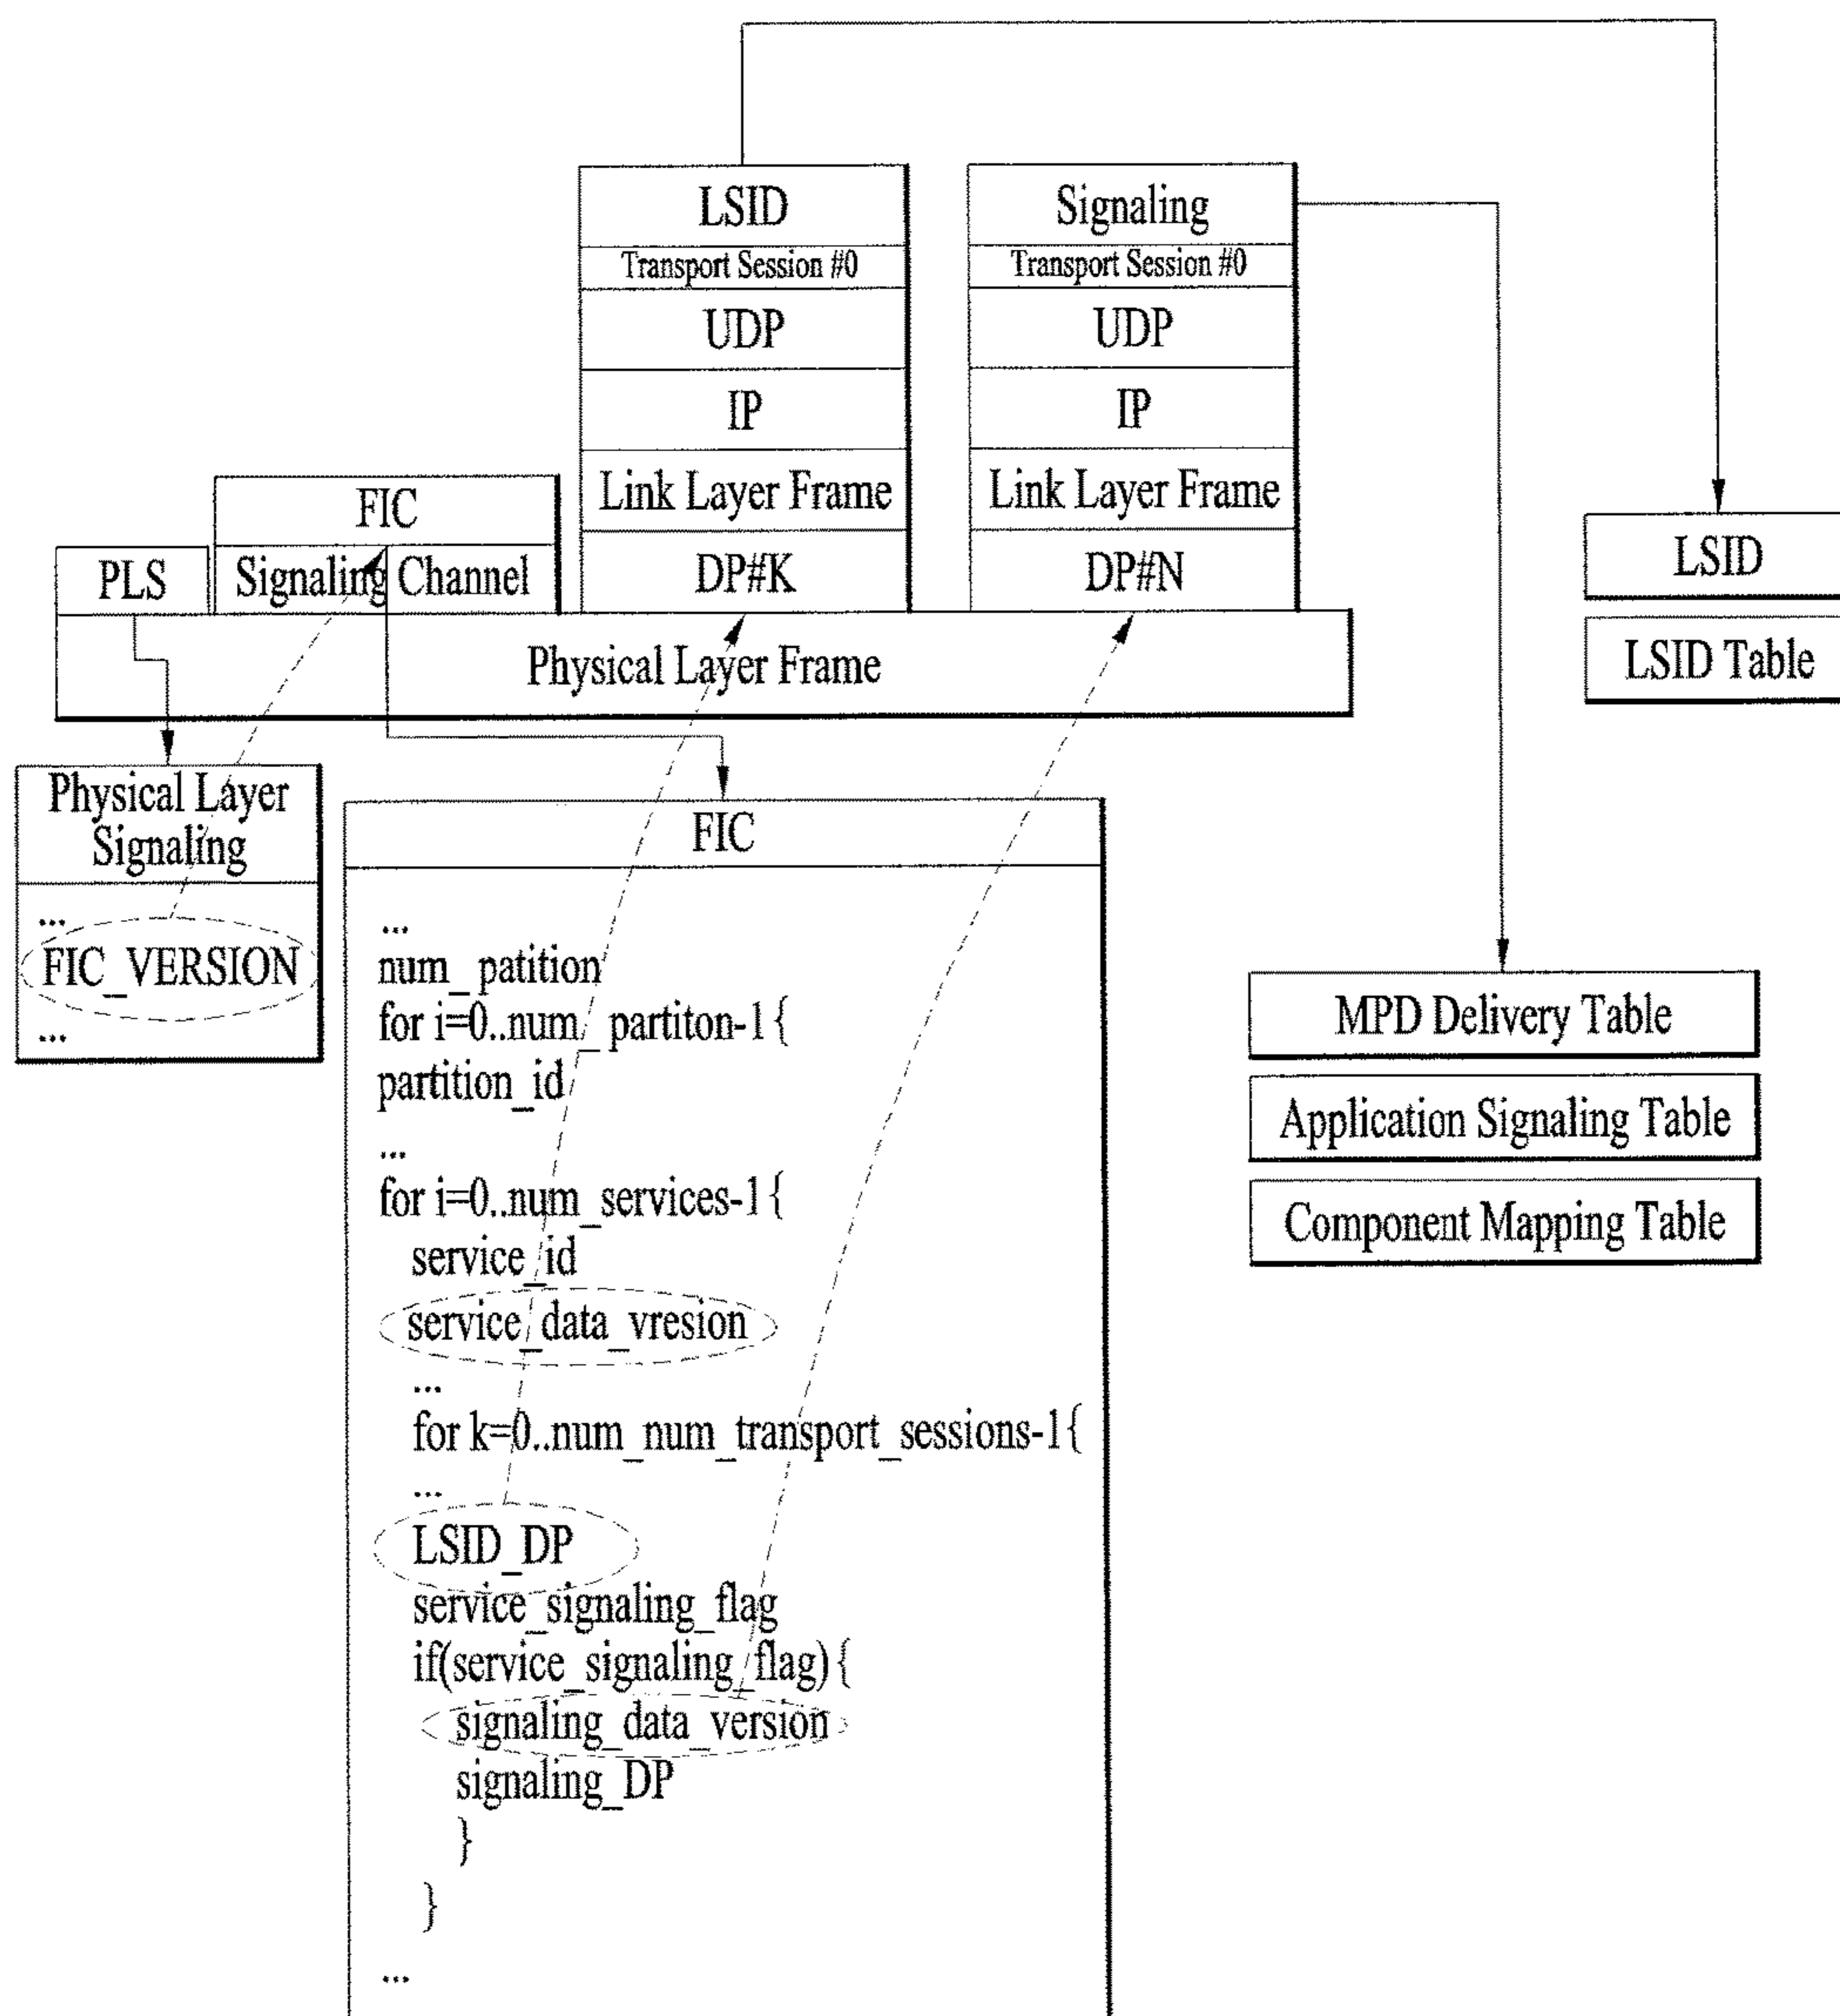 LSID
Transport Session #0
UDP
IP
Link Layer Frame
DP#K
Signaling
Transport Session #0
UDP
IP
Link Layer Frame
DP#N
FIC
Signaling Channel
PLS
Physical Layer Frame
LSID
LSID Table
Physical Layer
Signaling
...
FIC_VERSION
...
FIC
...
num_patition
for i=0..num_partiton-1{
partition_id
...
for i=0..num_services-1{
service_id
service_data_vresion
...
for k=0..num_num_transport_sessions-1{
...
LSID_DP
service_signaling_flag
if(service_signaling_flag){
signaling_data_version
signaling_DP
}
}
...
MPD Delivery Table
Application Signaling Table
Component Mapping Table